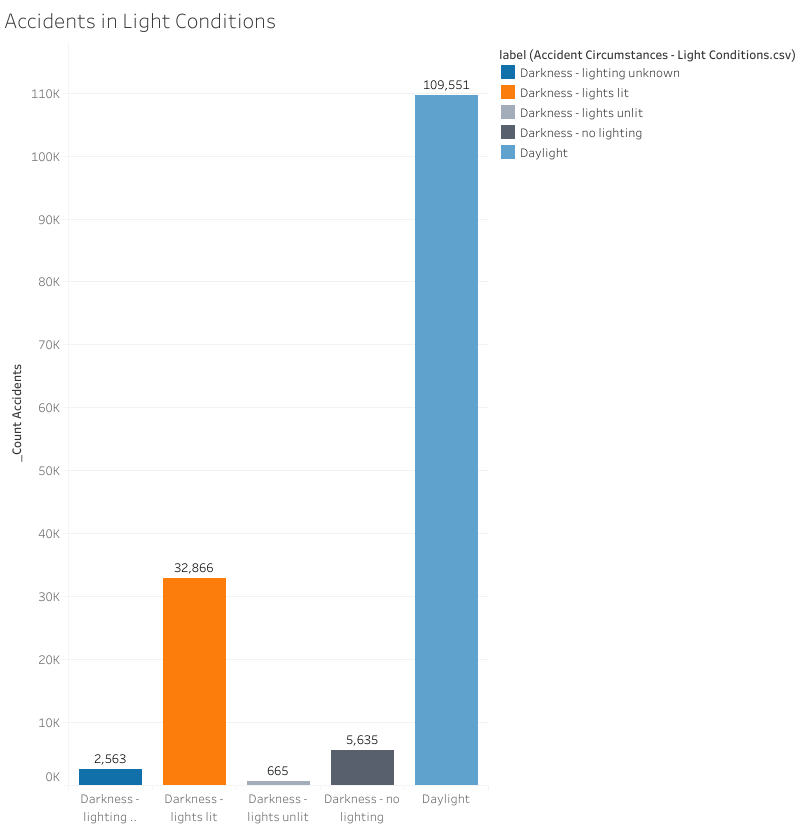 Accidents in Light Conditions
label (Accident Circumstances - Light Conditions.csv)
Darkness - lighting unknown
Darkness - lights lit
Darkness - lights unlit
Darkness - no lighting
Daylight
_Count Accidents
110K
100K
90K
80K
70K
60K
50K
40K
30K
20K
10K
0K
2,563
32,866
665
5,635
109,551
Darkness -
lighting ..
Darkness -
lights lit
Darkness -
lights unlit
Darkness - no
lighting
Daylight